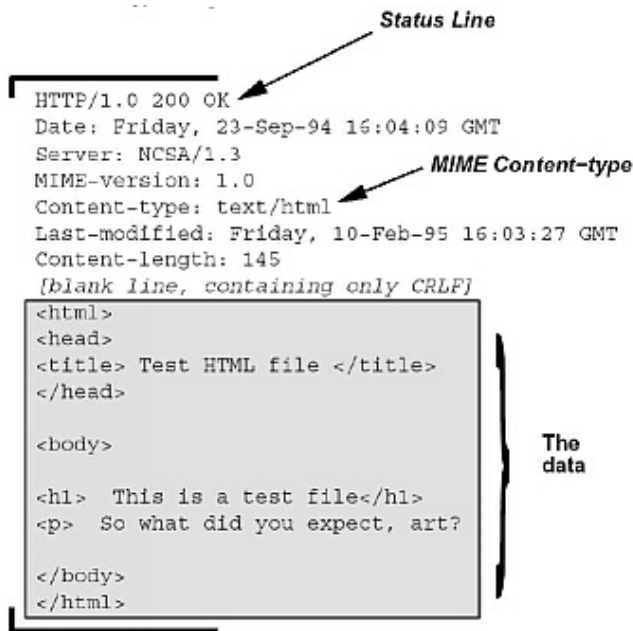 Status Line
HTTP/1.0 200 OK
Date: Friday, 23-Sep-94 16:04:09 GMT
Server: NCSA/1.3
MIME Content-type
MIME-version: 1.0
Content-type: text/html
Last-modified: Friday, 10-Feb-95 16:03:27 GMT
Content-length: 145
[blank line, containing only CRLF]
<html>
<head>
<title> Test HTML file </title>
</head>
<body>
The
data
<h1> This is a test file</h1>
<p> So what did you expect, art?
</body>
</html>